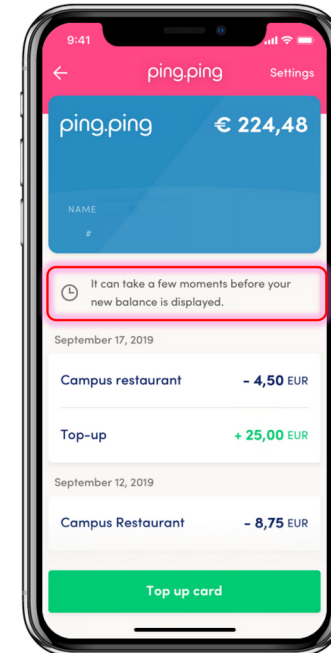 9:41
ping.ping Settings
ping.ping € 224,48
NAME
#
It can take a few moments before your
new balance is displayed.
September 17, 2019
Campus restaurant - 4,50 EUR
Top-up + 25,00 EUR
September 12, 2019
Campus Restaurant - 8,75 EUR
Top up card